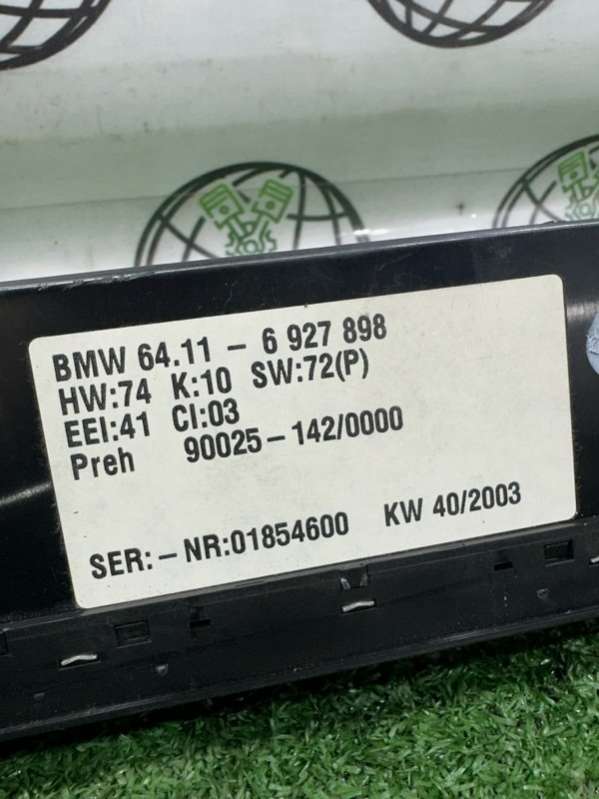 BMW 64.11 - 6 927 898
HW:74 K:10 SW:72(P)
EEI:41 CI:03
Preh 90025-142/0000
SER:-NR:01854600 KW 40/2003